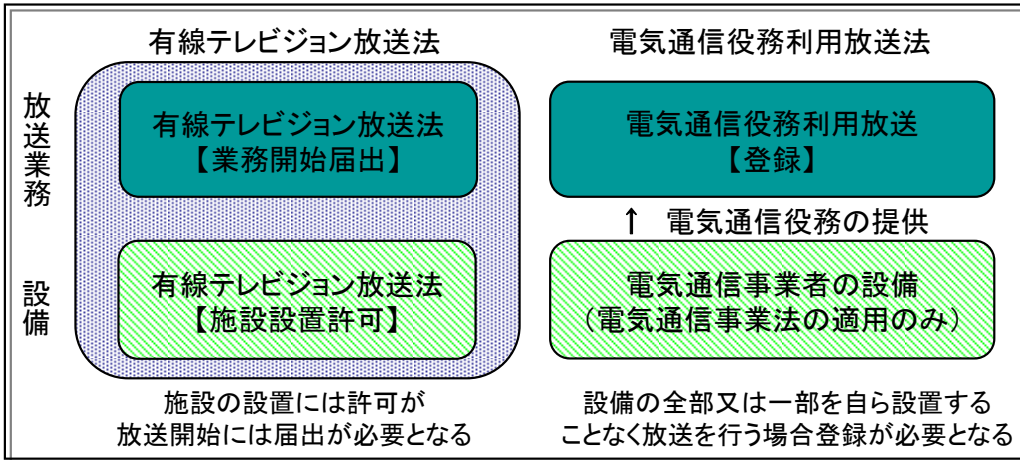 有線テレビジョン放送法
電気通信役務利用放送法
放送業務
有線テレビジョン放送法
【業務開始届出】
電気通信役務利用放送
【登録】
↑ 電気通信役務の提供
設備
有線テレビジョン放送法
【施設設置許可】
電気通信事業者の設備
（電気通信事業法の適用のみ）
施設の設置には許可が
放送開始には届出が必要となる
設備の全部又は一部を自ら設置する
ことなく放送を行う場合登録が必要となる